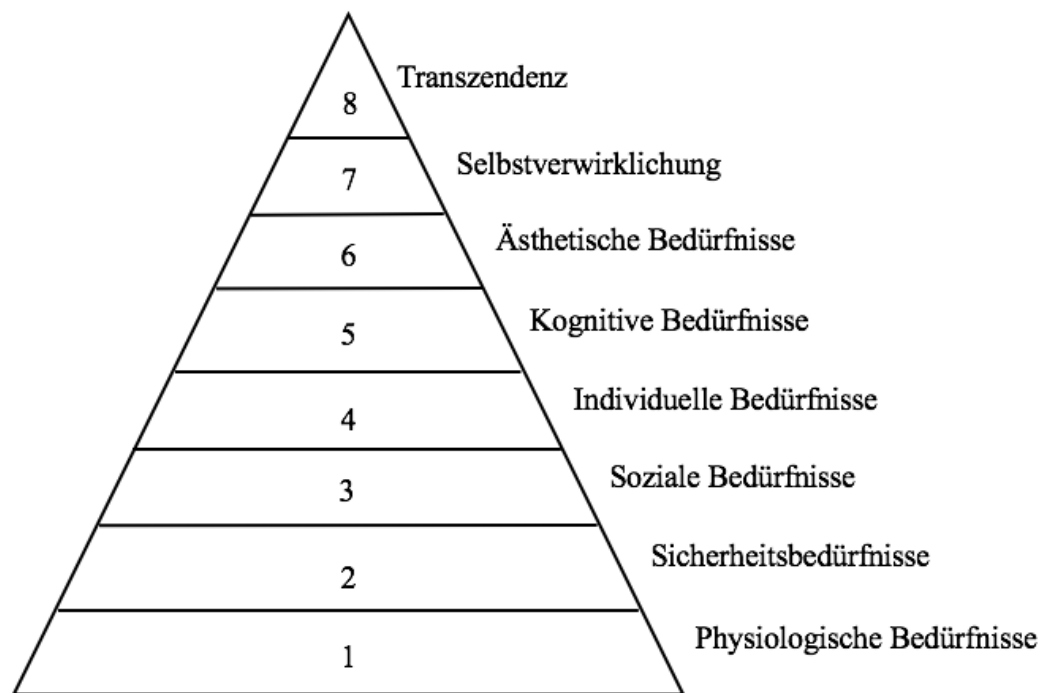 Transzendenz
8
Selbstverwirklichung
7
Ästhetische Bedürfnisse
6
Kognitive Bedürfnisse
5
Individuelle Bedürfnisse
4
Soziale Bedürfnisse
3
Sicherheitsbedürfnisse
2
Physiologische Bedürfnisse
1